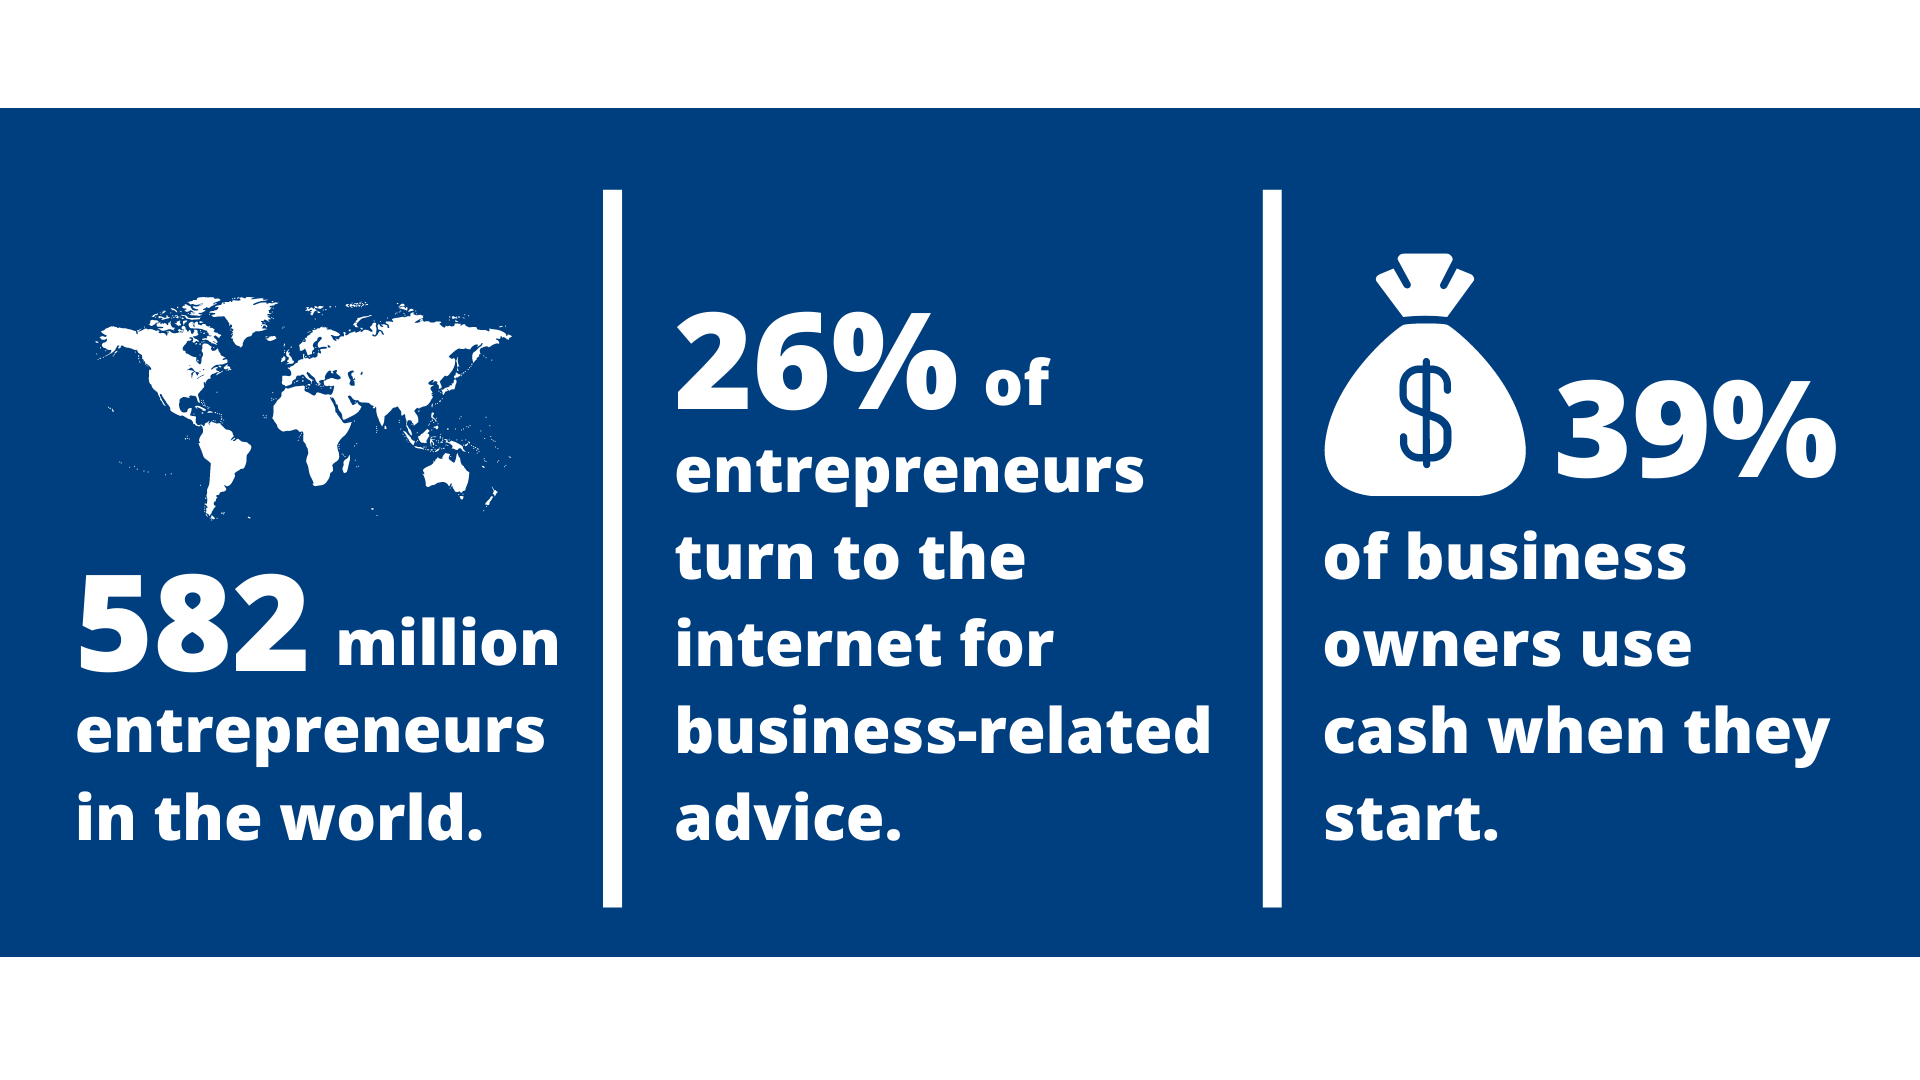 582 million
entrepreneurs
in the world.
26% of
entrepreneurs
turn to the
internet for
business-related
advice.
$
39%
of business
owners use
cash when they
start.